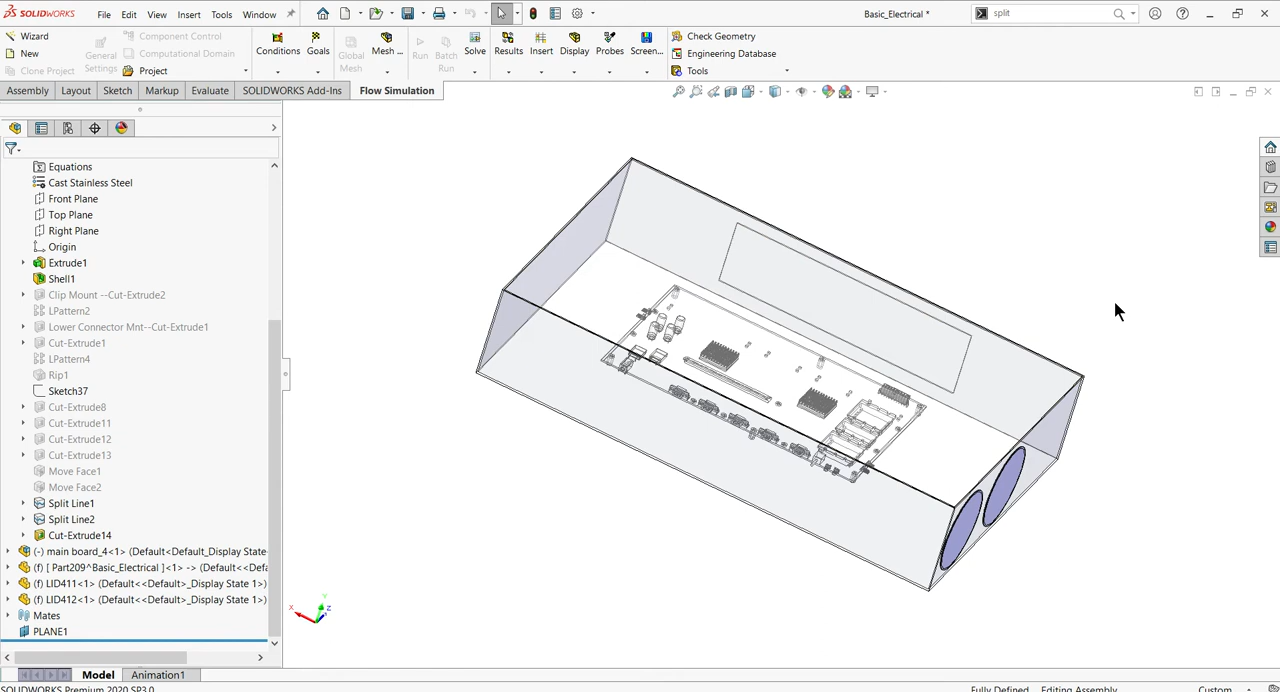 SOLIDWORKS File Edit View Insert Tools Window Basic_Electrical * split
Wizard Component Control Check Geometry
New General Settings Computational Domain Conditions Goals Global Mesh Mesh ... Run Batch Run Solve Results Insert Display Probes Screen... Engineering Database
Clone Project Project Tools
Assembly Layout Sketch Markup Evaluate SOLIDWORKS Add-Ins Flow Simulation
Equations
Cast Stainless Steel
Front Plane
Top Plane
Right Plane
Origin
Extrude1
Shell1
Clip Mount --Cut-Extrude2
LPattern2
Lower Connector Mnt--Cut-Extrude1
Cut-Extrude1
LPattern4
Rip1
Sketch37
Cut-Extrude8
Cut-Extrude11
Cut-Extrude12
Cut-Extrude13
Move Face1
Move Face2
Split Line1
Split Line2
Cut-Extrude14
(-) main board_4<1> (Default<Default_Display State
(f) [ Part209^Basic_Electrical ]<1> -> (Default<<Defa
(f) LID411<1> (Default<<Default>_Display State 1>)
(f) LID412<1> (Default<<Default>_Display State 1>)
Mates
PLANE1
X Y Z
Model Animation1
SOLIDWORKS Premium 2020 SP3.0 Fully Defined Editing Assembly Custom